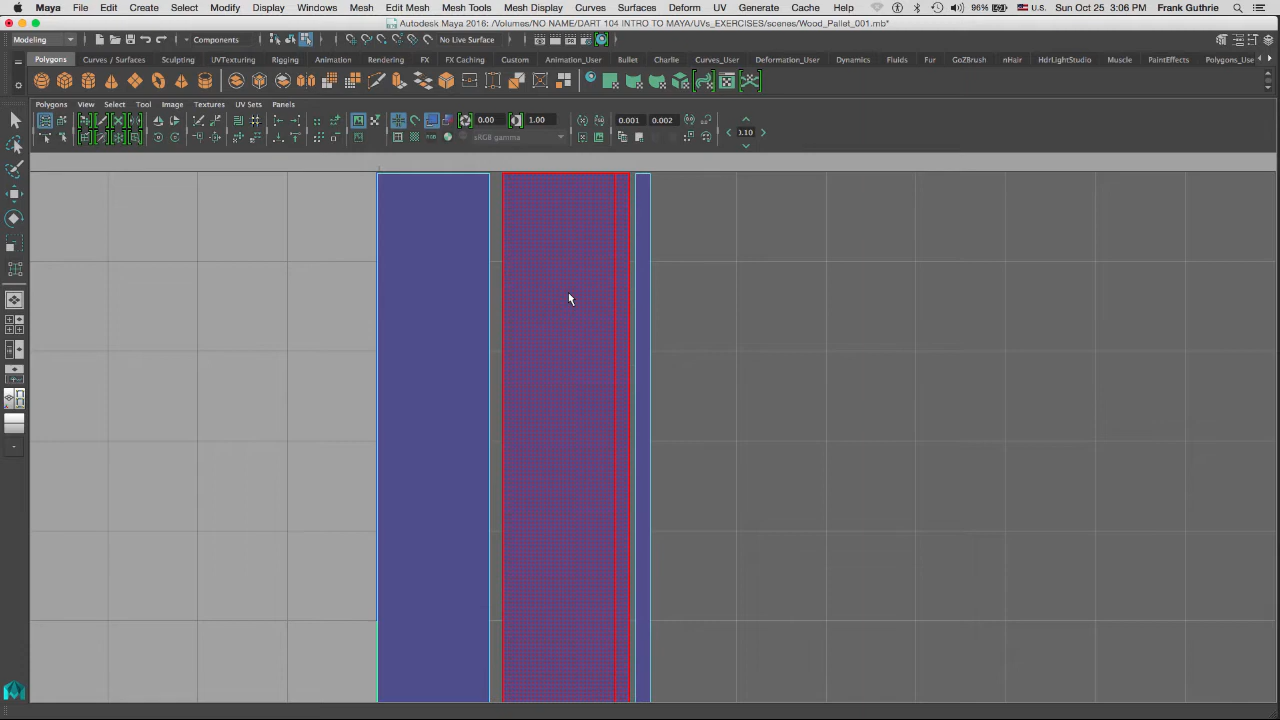 Maya File Edit Create Select Modify Display Windows Mesh Edit Mesh Mesh Tools Mesh Display Curves Surfaces Deform UV Generate Cache Help 96% U.S. Sun Oct 25 3:06 PM Frank Guthrie
Autodesk Maya 2016: /Volumes/NO NAME/DART 104 INTRO TO MAYA/UVs_EXERCISES/scenes/Wood_Pallet_001.mb*
Modeling Components No Live Surface
Polygons Curves / Surfaces Sculpting UVTexturing Rigging Animation Rendering FX FX Caching Custom Animation_User Bullet Charlie Curves_User Deformation_User Dynamics Fluids Fur GoZBrush nHair HdrLightStudio Muscle PaintEffects Polygons_Use
Polygons View Select Tool Image Textures UV Sets Panels
0.00 1.00 0.001 0.002
sRGB gamma 0.10